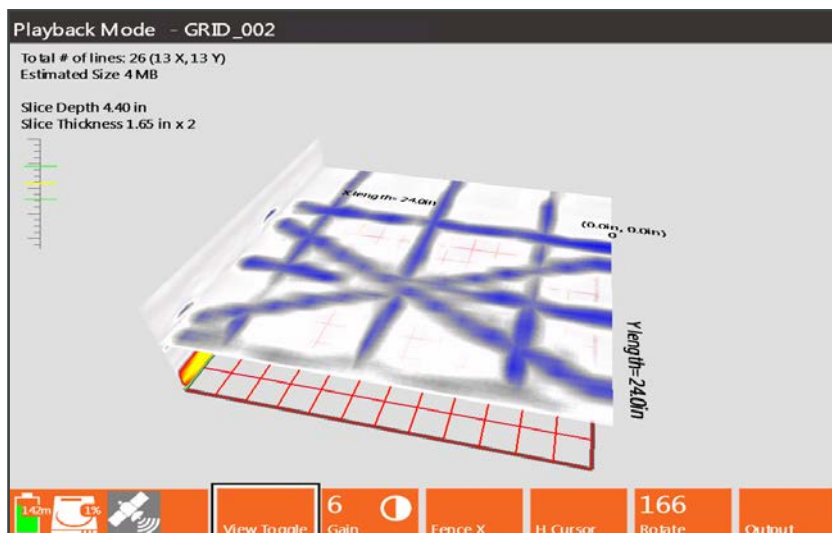 Playback Mode - GRID_002
Total # of lines: 26 (13 X, 13 Y)
Estimated Size 4 MB
Slice Depth 4.40 in
Slice Thickness 1.65 in x 2
X length= 24.0in
(0.0in, 0.0in)
0
Y length=24.0in
142m
1%
View Toggle
6
Gain
Fence X
H Cursor
166
Rotate
Output